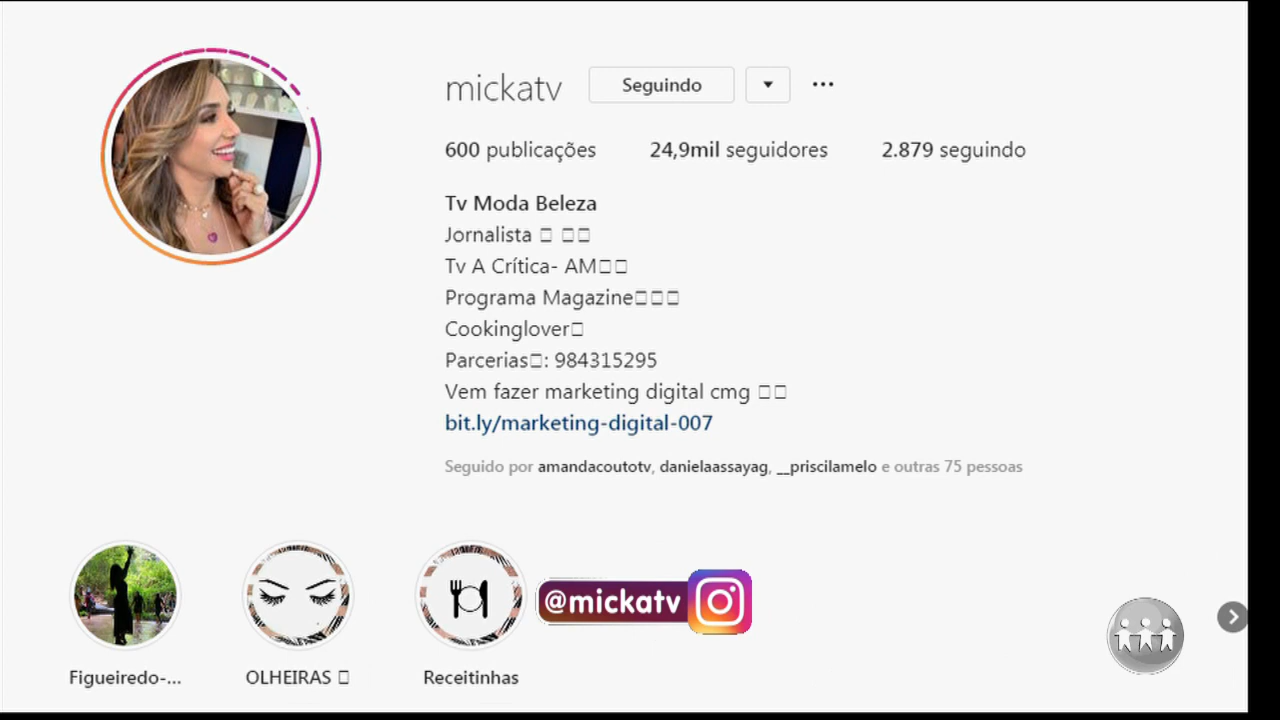 mickatv Seguindo
600 publicações 24,9mil seguidores 2.879 seguindo
Tv Moda Beleza
Jornalista
Tv A Crítica- AM
Programa Magazine
Cookinglover
Parcerias: 984315295
Vem fazer marketing digital cmg
bit.ly/marketing-digital-007
Seguido por amandacoutotv, danielaassayag, __priscilamelo e outras 75 pessoas
@mickatv
Figueiredo-...
OLHEIRAS
Receitinhas